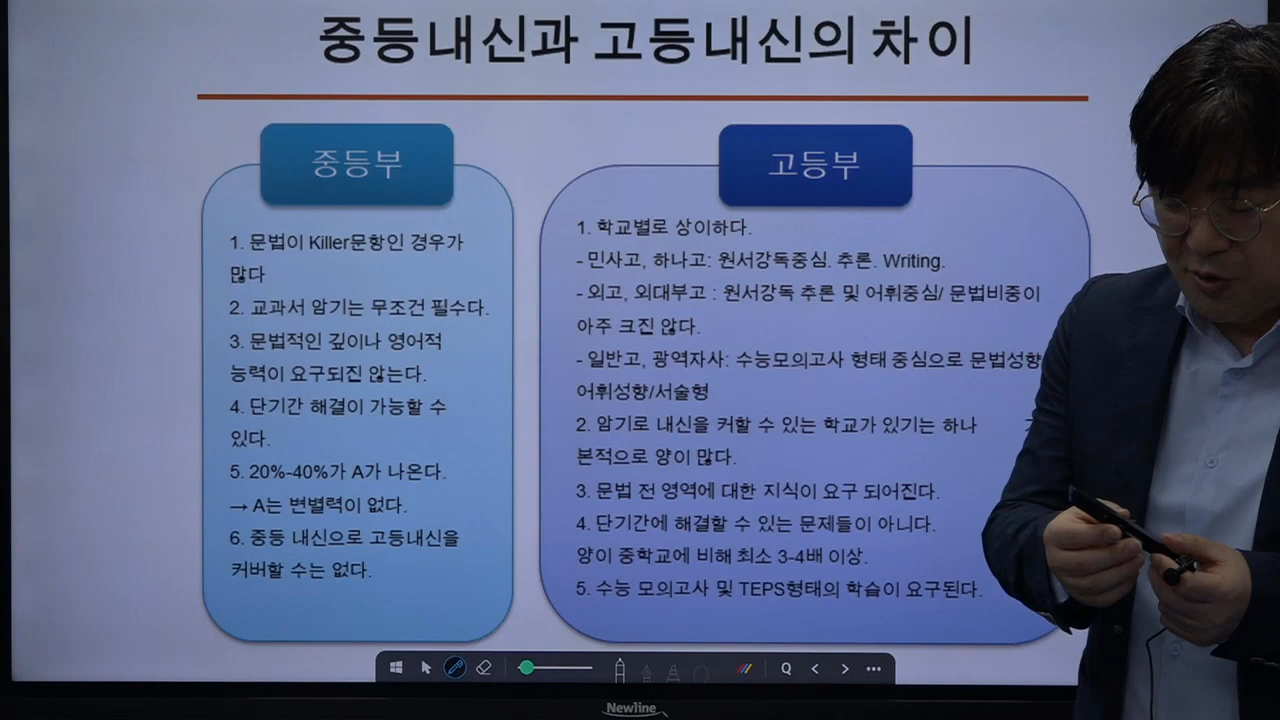 중등내신과 고등내신의 차이
중등부
1. 문법이 Killer문항인 경우가
많다
2. 교과서 암기는 무조건 필수다.
3. 문법적인 깊이나 영어적
능력이 요구되진 않는다.
4. 단기간 해결이 가능할 수
있다.
5. 20%-40%가 A가 나온다.
→ A는 변별력이 없다.
6. 중등 내신으로 고등내신을
커버할 수는 없다.
고등부
1. 학교별로 상이하다.
- 민사고, 하나고: 원서강독중심. 추론. Writing.
- 외고, 외대부고 : 원서강독 추론 및 어휘중심/ 문법비중이
아주 크진 않다.
- 일반고, 광역자사: 수능모의고사 형태 중심으로 문법성향
어휘성향/서술형
2. 암기로 내신을 커할 수 있는 학교가 있기는 하나
본적으로 양이 많다.
3. 문법 전 영역에 대한 지식이 요구 되어진다.
4. 단기간에 해결할 수 있는 문제들이 아니다.
양이 중학교에 비해 최소 3-4배 이상.
5. 수능 모의고사 및 TEPS형태의 학습이 요구된다.
Newline